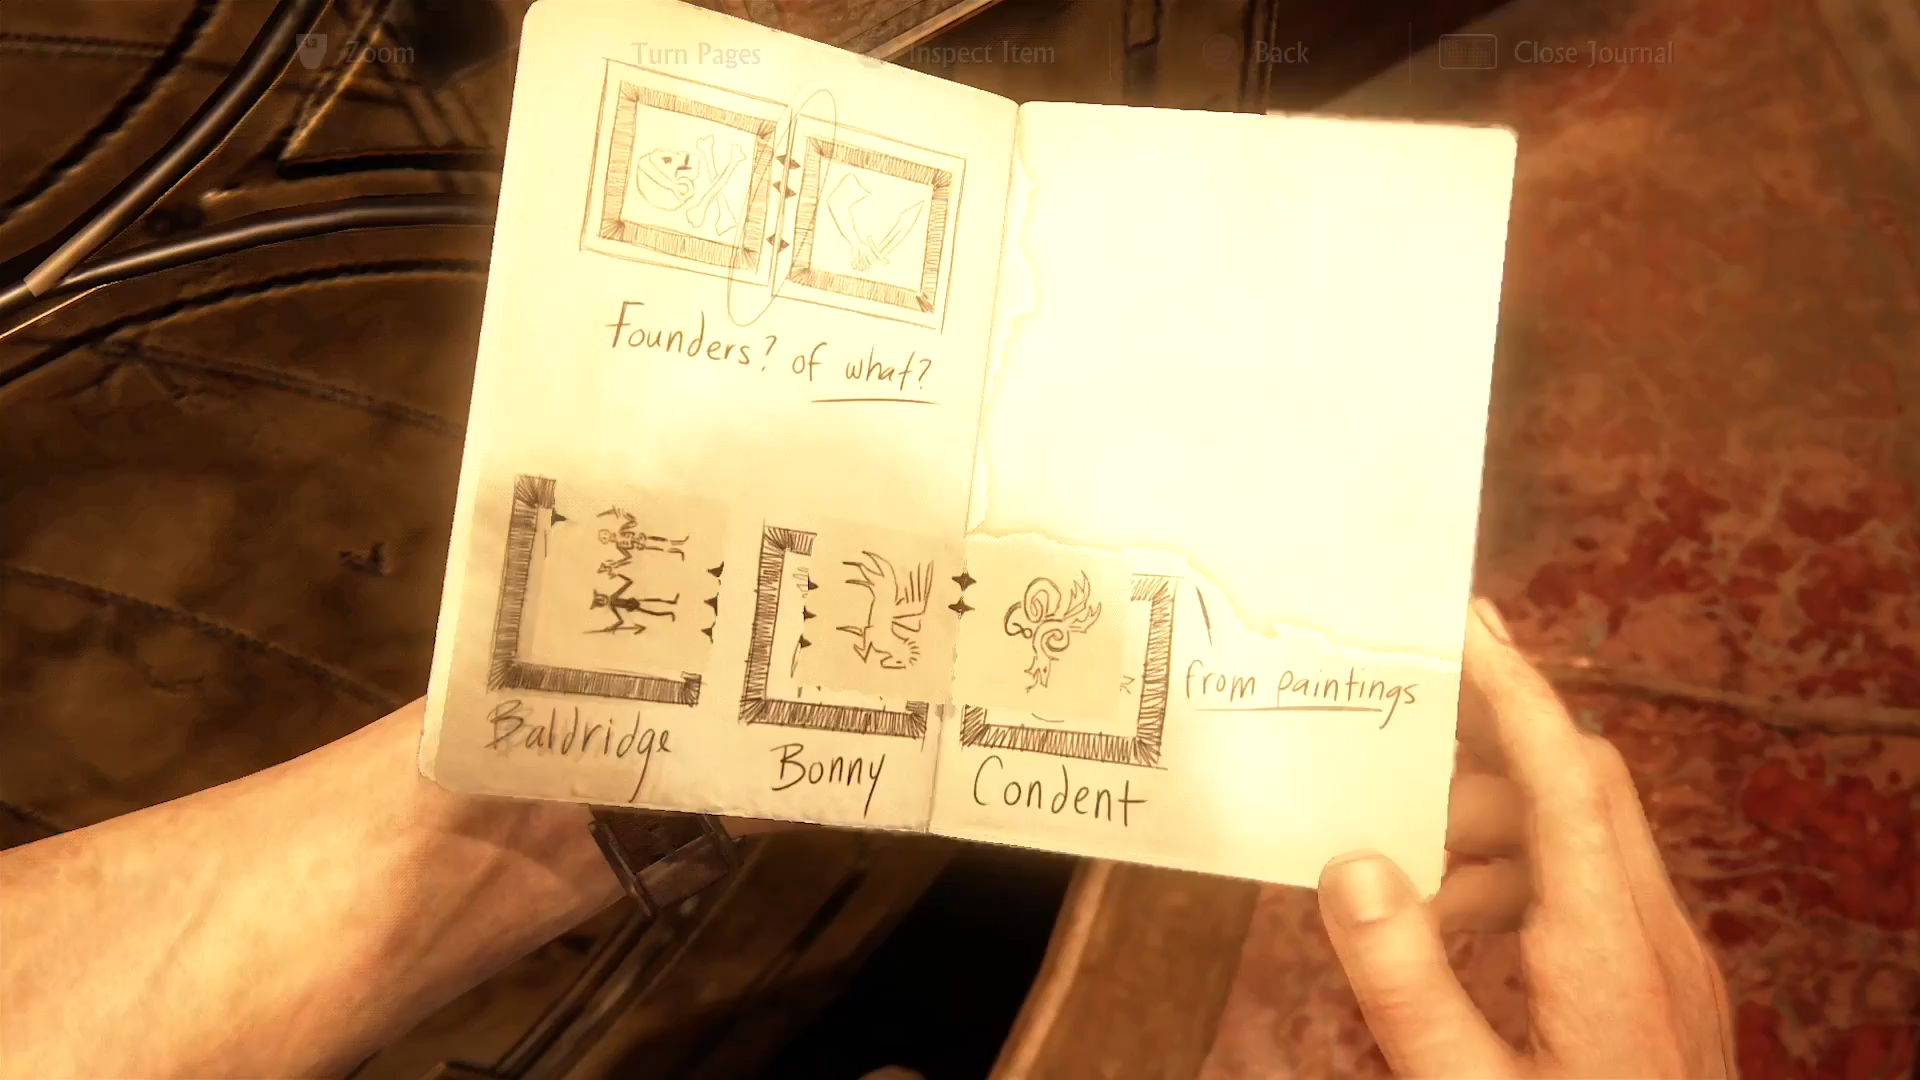 Zoom
Turn Pages
Inspect Item
Back
Close Journal
Founders? of what?
from paintings
Baldridge
Bonny
Condent